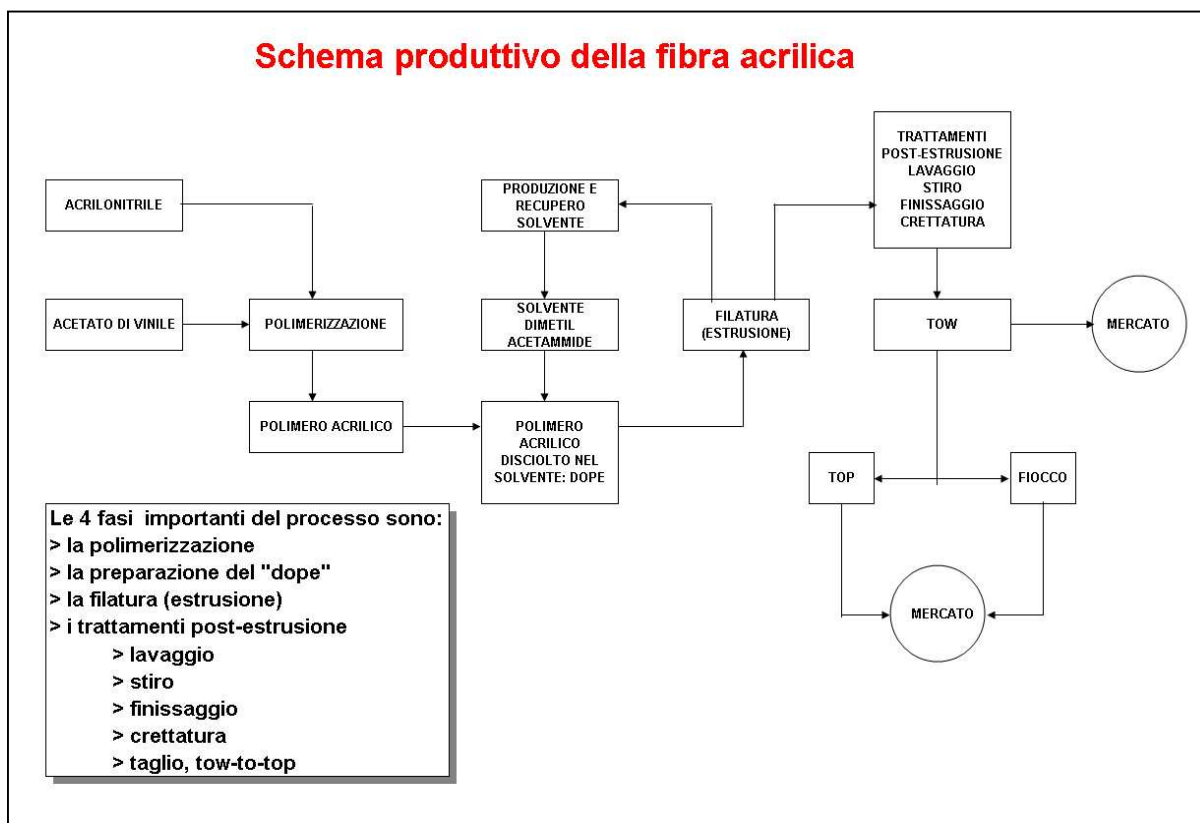 Schema produttivo della fibra acrilica
ACRILONITRILE
ACETATO DI VINILE
POLIMERIZZAZIONE
POLIMERO ACRILICO
PRODUZIONE E
RECUPERO
SOLVENTE
SOLVENTE
DIMETIL
ACETAMMIDE
POLIMERO
ACRILICO
DISCIOLTO NEL
SOLVENTE: DOPE
FILATURA
(ESTRUSIONE)
TRATTAMENTI
POST-ESTRUSIONE
LAVAGGIO
STIRO
FINISSAGGIO
CRETTATURA
TOW
MERCATO
TOP
FIOCCO
MERCATO
Le 4 fasi importanti del processo sono:
> la polimerizzazione
> la preparazione del "dope"
> la filatura (estrusione)
> i trattamenti post-estrusione
> lavaggio
> stiro
> finissaggio
> crettatura
> taglio, tow-to-top